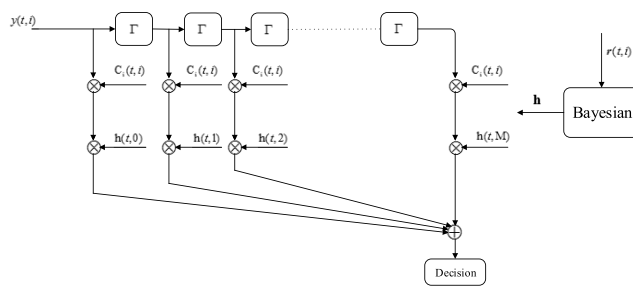 y(t,i)
Γ Γ Γ Γ
C_i(t,i) C_i(t,i) C_i(t,i) C_i(t,i)
r(t,i)
h
Bayesian
h(t,0) h(t,1) h(t,2) h(t,M)
Decision